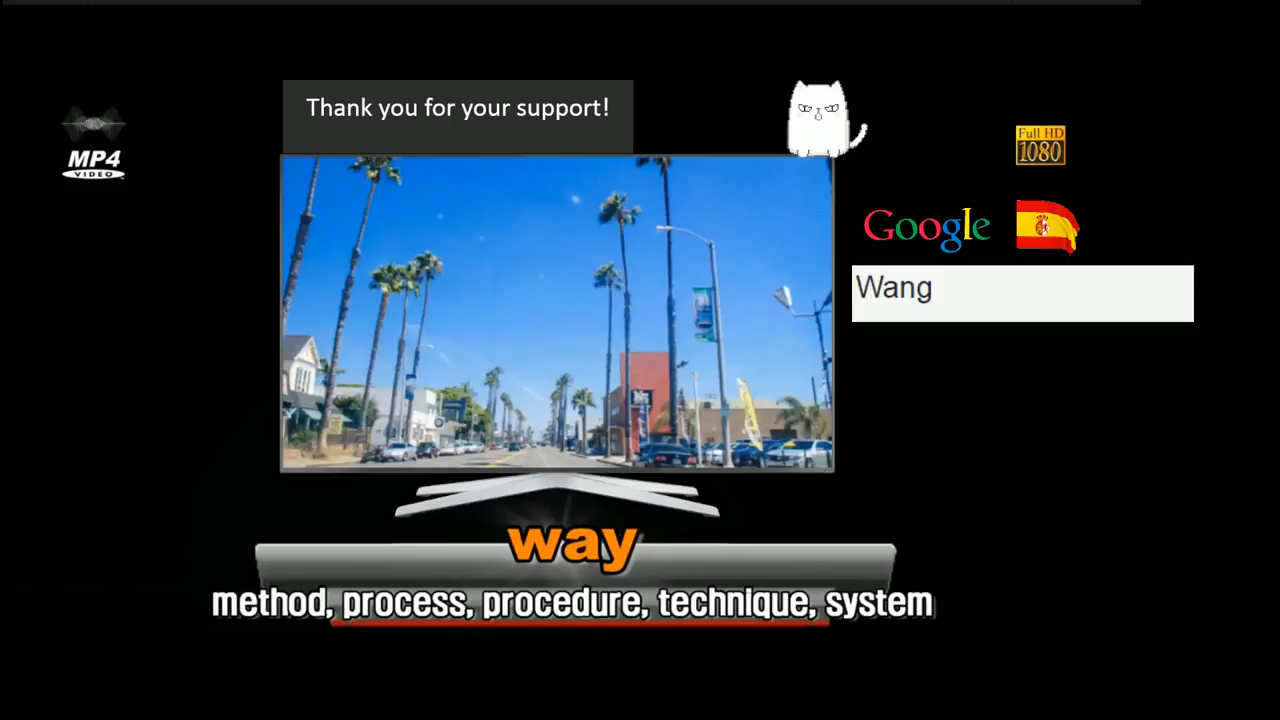 Thank you for your support!
MP4
VIDEO
Full HD
1080
Google
Wang
way
method, process, procedure, technique, system